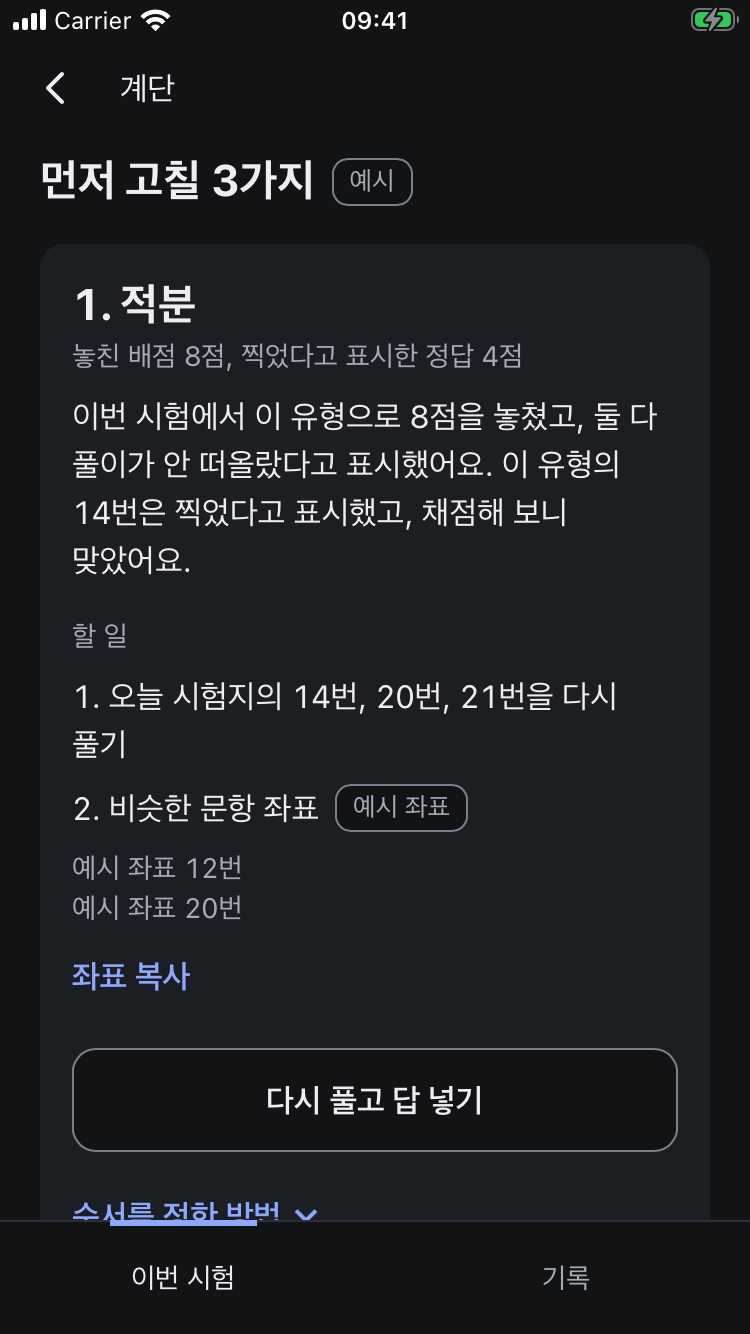 Carrier 09:41
계단
먼저 고칠 3가지 예시
1. 적분
놓친 배점 8점, 찍었다고 표시한 정답 4점
이번 시험에서 이 유형으로 8점을 놓쳤고, 둘 다
풀이가 안 떠올랐다고 표시했어요. 이 유형의
14번은 찍었다고 표시했고, 채점해 보니
맞았어요.
할 일
1. 오늘 시험지의 14번, 20번, 21번을 다시
풀기
2. 비슷한 문항 좌표 예시 좌표
예시 좌표 12번
예시 좌표 20번
좌표 복사
다시 풀고 답 넣기
순서를 정한 방법
이번 시험 기록